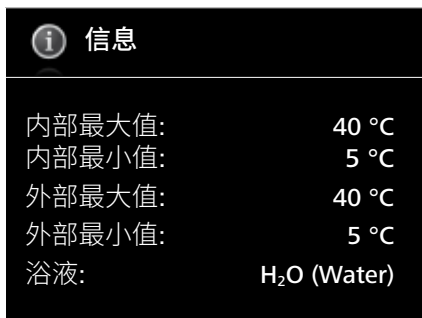 信息
内部最大值: 40 °C
内部最小值: 5 °C
外部最大值: 40 °C
外部最小值: 5 °C
浴液: H₂O (Water)